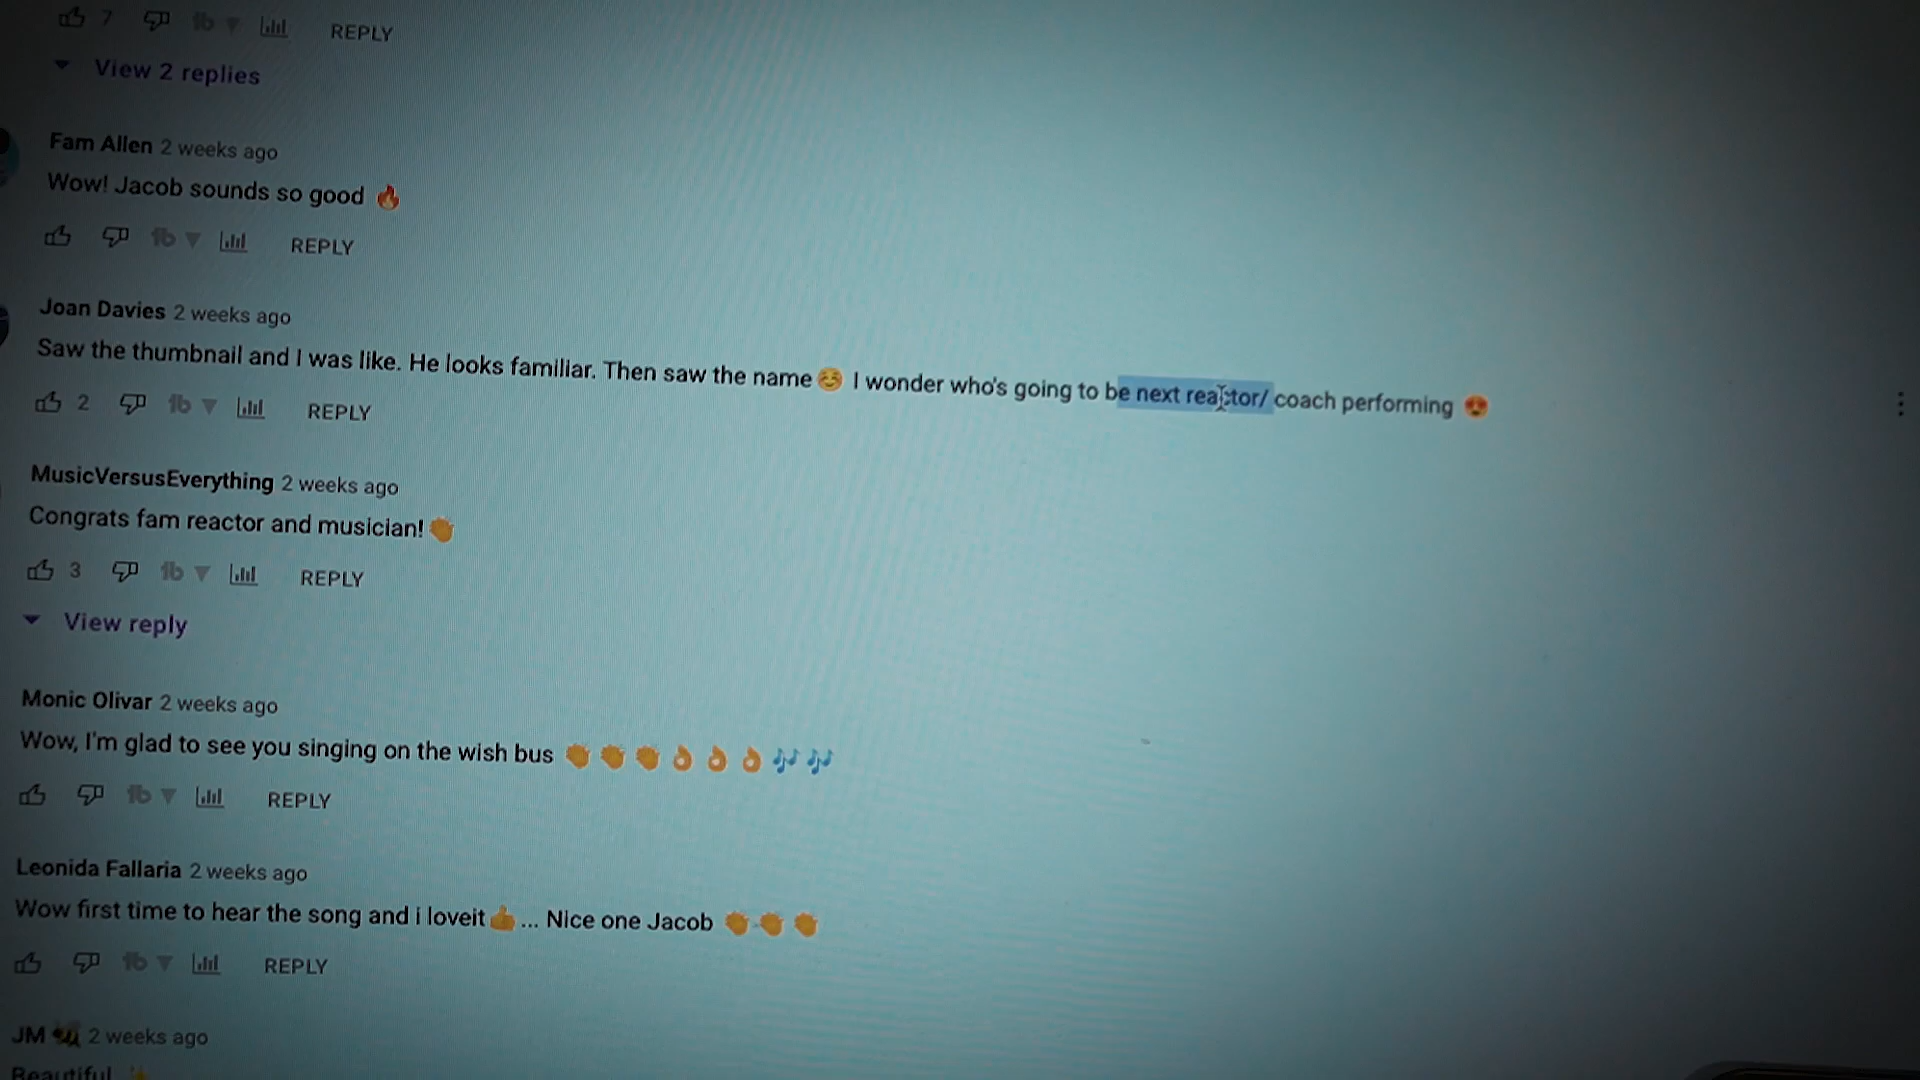 7 REPLY
View 2 replies
Fam Allen 2 weeks ago
Wow! Jacob sounds so good 🔥
REPLY
Joan Davies 2 weeks ago
Saw the thumbnail and I was like. He looks familiar. Then saw the name ☺️ I wonder who's going to be next reactor/ coach performing 😍
2 REPLY
MusicVersusEverything 2 weeks ago
Congrats fam reactor and musician! 👏
3 REPLY
View reply
Monic Olivar 2 weeks ago
Wow, I'm glad to see you singing on the wish bus 👏 👏 👏 👌 👌 👌 🎶 🎶
REPLY
Leonida Fallaria 2 weeks ago
Wow first time to hear the song and i loveit 👍 ... Nice one Jacob 👏 👏 👏
REPLY
JM 🐝 2 weeks ago
Beautiful ✨